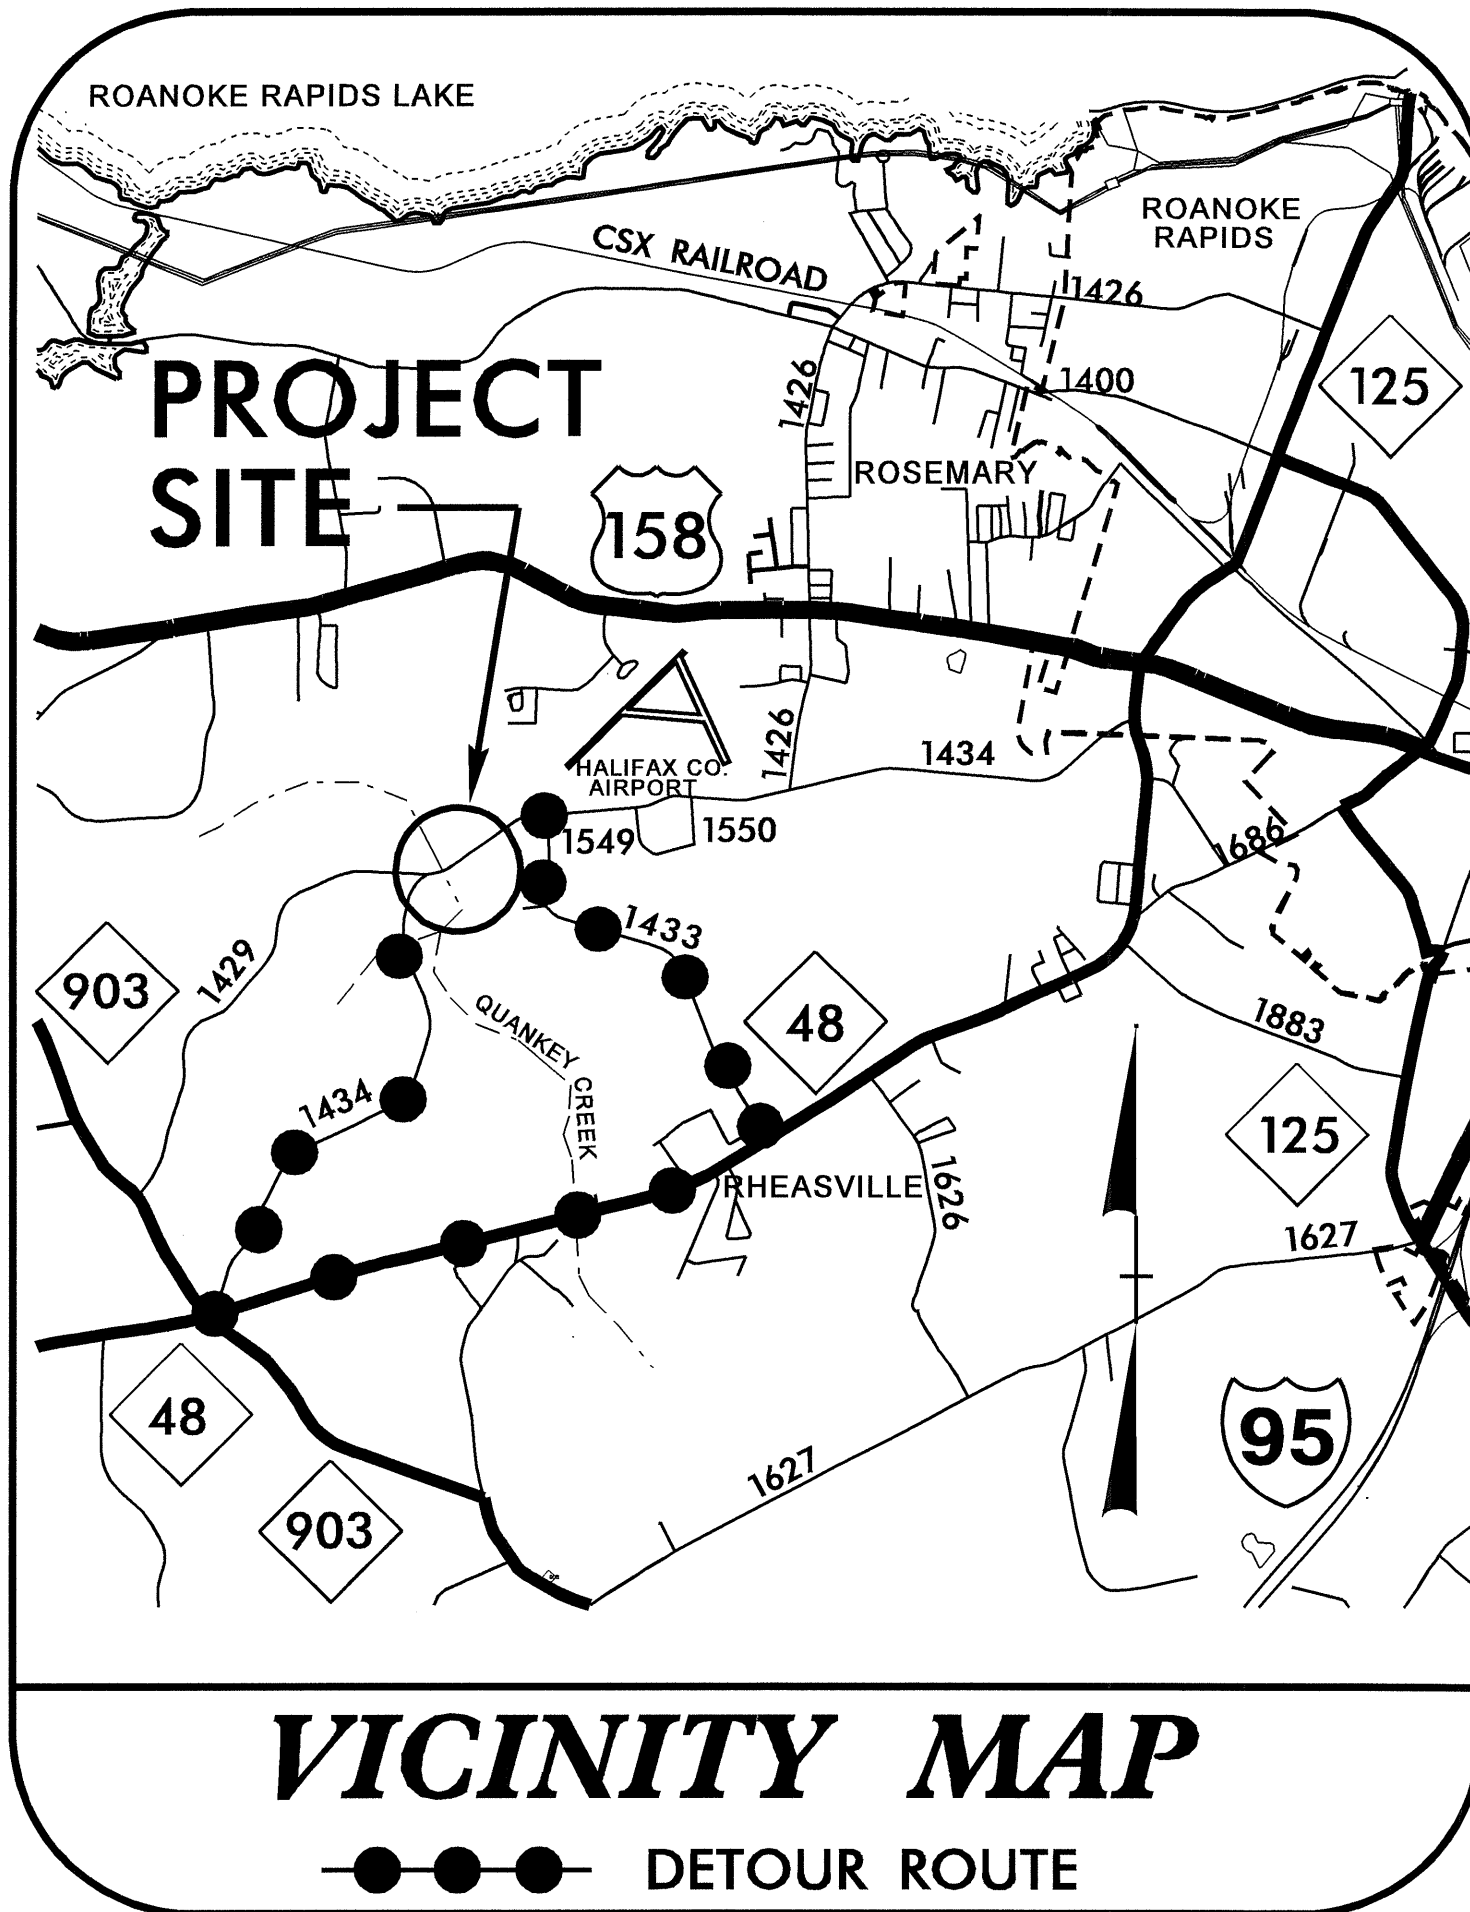 ROANOKE RAPIDS LAKE
ROANOKE
RAPIDS
CSX RAILROAD
1426
125
1400
1426
PROJECT
SITE
158
ROSEMARY
1426
1434
HALIFAX CO.
AIRPORT
1549
1550
1686
1433
903
1429
48
QUANKEY CREEK
1883
1434
125
RHEASVILLE
1626
1627
48
95
1627
903
VICINITY MAP
DETOUR ROUTE